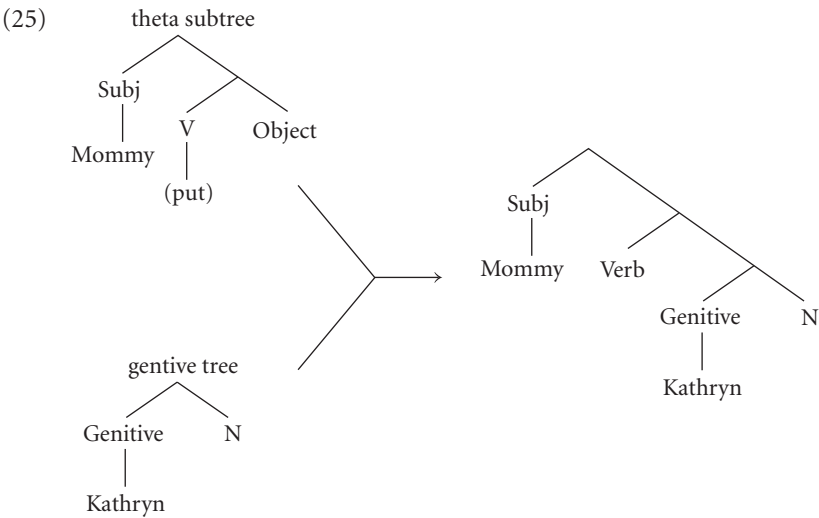 (25)
theta subtree
Subj
V
Object
Mommy
(put)
gentive tree
Genitive
N
Kathryn
Subj
Mommy
Verb
Genitive
N
Kathryn